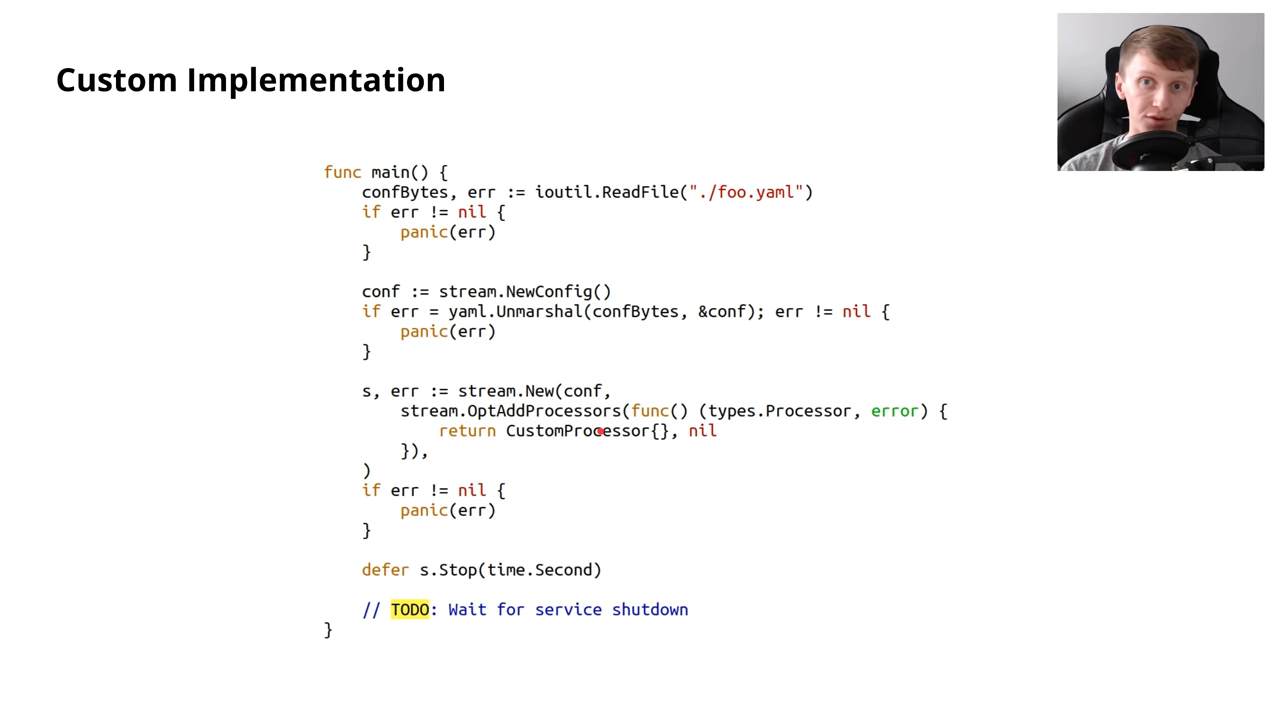 Custom Implementation
func main() {
    confBytes, err := ioutil.ReadFile("./foo.yaml")
    if err != nil {
        panic(err)
    }

    conf := stream.NewConfig()
    if err = yaml.Unmarshal(confBytes, &conf); err != nil {
        panic(err)
    }

    s, err := stream.New(conf,
        stream.OptAddProcessors(func() (types.Processor, error) {
            return CustomProcessor{}, nil
        }),
    )
    if err != nil {
        panic(err)
    }

    defer s.Stop(time.Second)

    // TODO: Wait for service shutdown
}